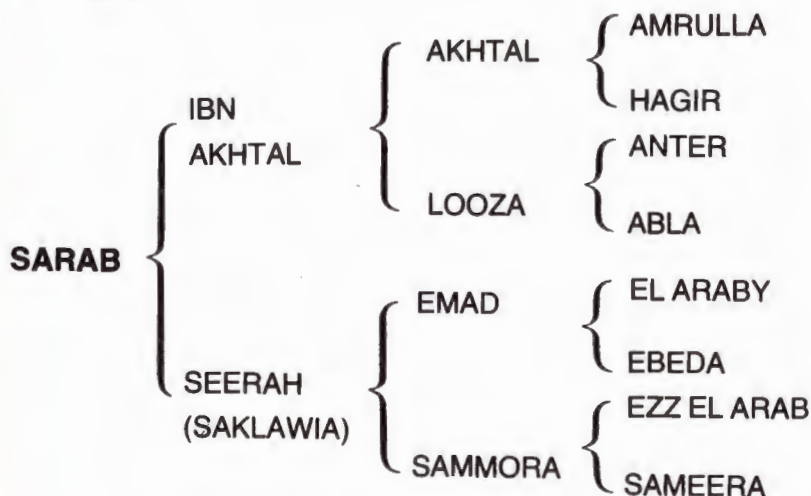 AMRULLA
AKHTAL
HAGIR
IBN
AKHTAL
ANTER
LOOZA
ABLA
SARAB
EL ARABY
EMAD
EBEDA
SEERAH
(SAKLAWIA)
EZZ EL ARAB
SAMMORA
SAMEERA